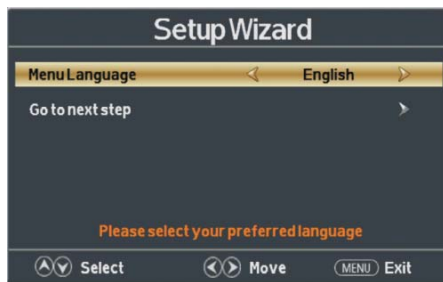 Setup Wizard
Menu Language English
Go to next step
Please select your preferred language
Select Move MENU Exit